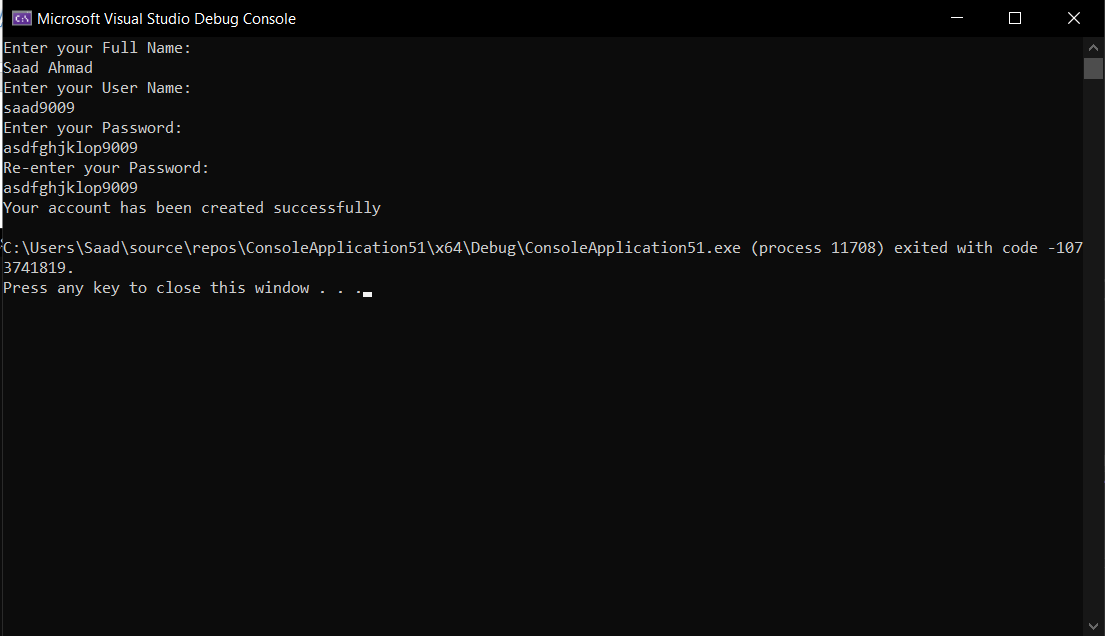 Microsoft Visual Studio Debug Console
Enter your Full Name:
Saad Ahmad
Enter your User Name:
saad9009
Enter your Password:
asdfghjklop9009
Re-enter your Password:
asdfghjklop9009
Your account has been created successfully
C:\Users\Saad\source\repos\ConsoleApplication51\x64\Debug\ConsoleApplication51.exe (process 11708) exited with code -107
3741819.
Press any key to close this window . . .